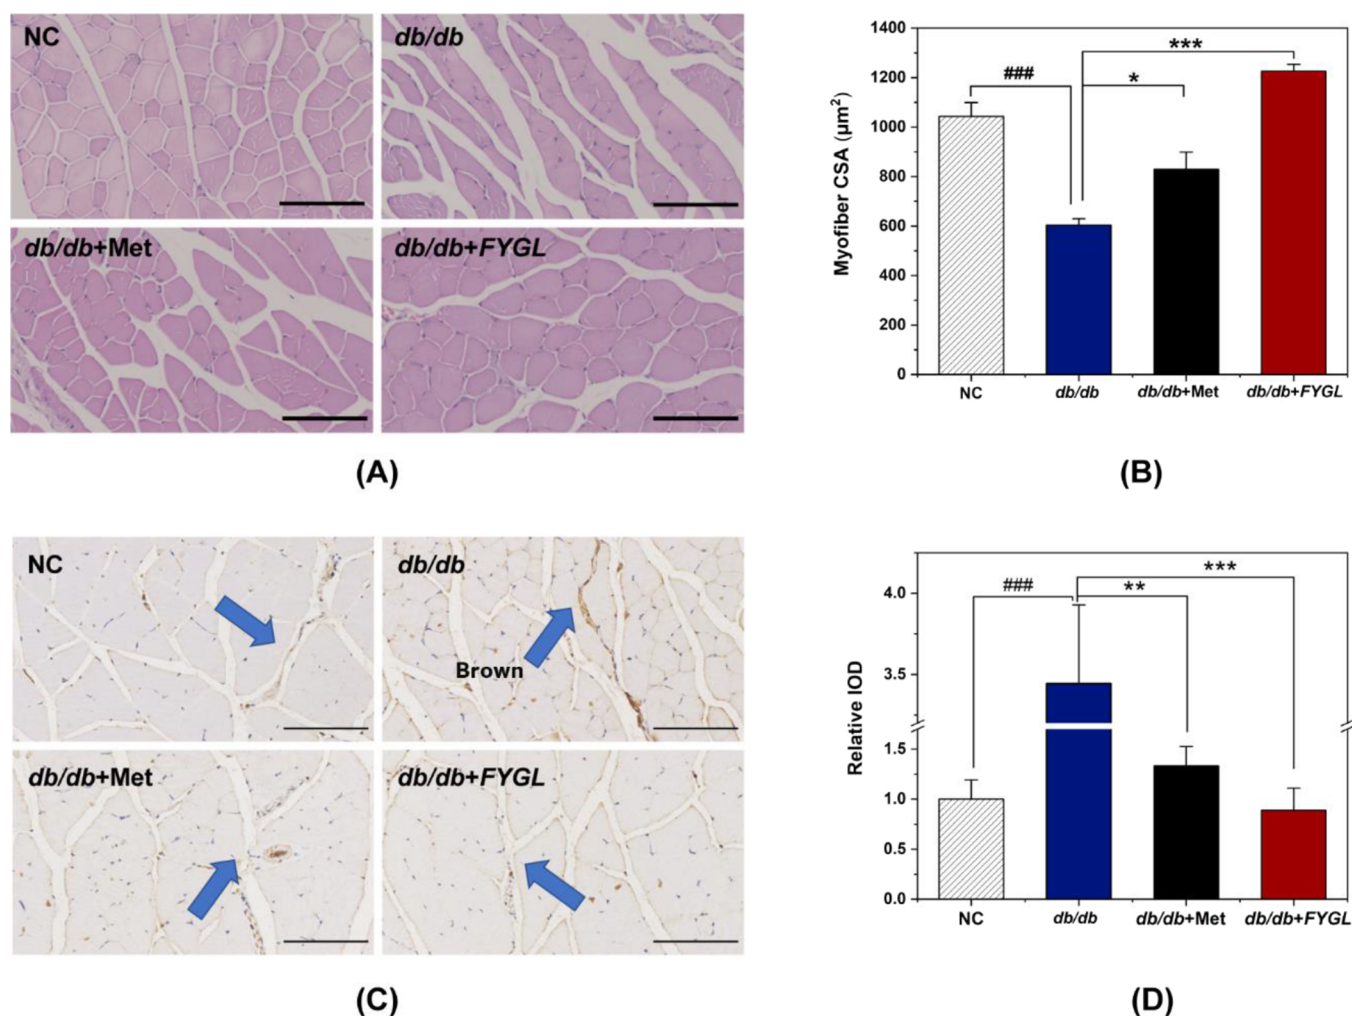 NC
db/db
db/db+Met
db/db+FYGL
(A)
1400
1200
1000
800
600
400
200
0
Myofiber CSA (μm²)
###
*
***
NC
db/db
db/db+Met
db/db+FYGL
(B)
NC
db/db
Brown
db/db+Met
db/db+FYGL
(C)
4.0
3.5
1.5
1.0
0.5
0.0
Relative IOD
###
**
***
NC
db/db
db/db+Met
db/db+FYGL
(D)